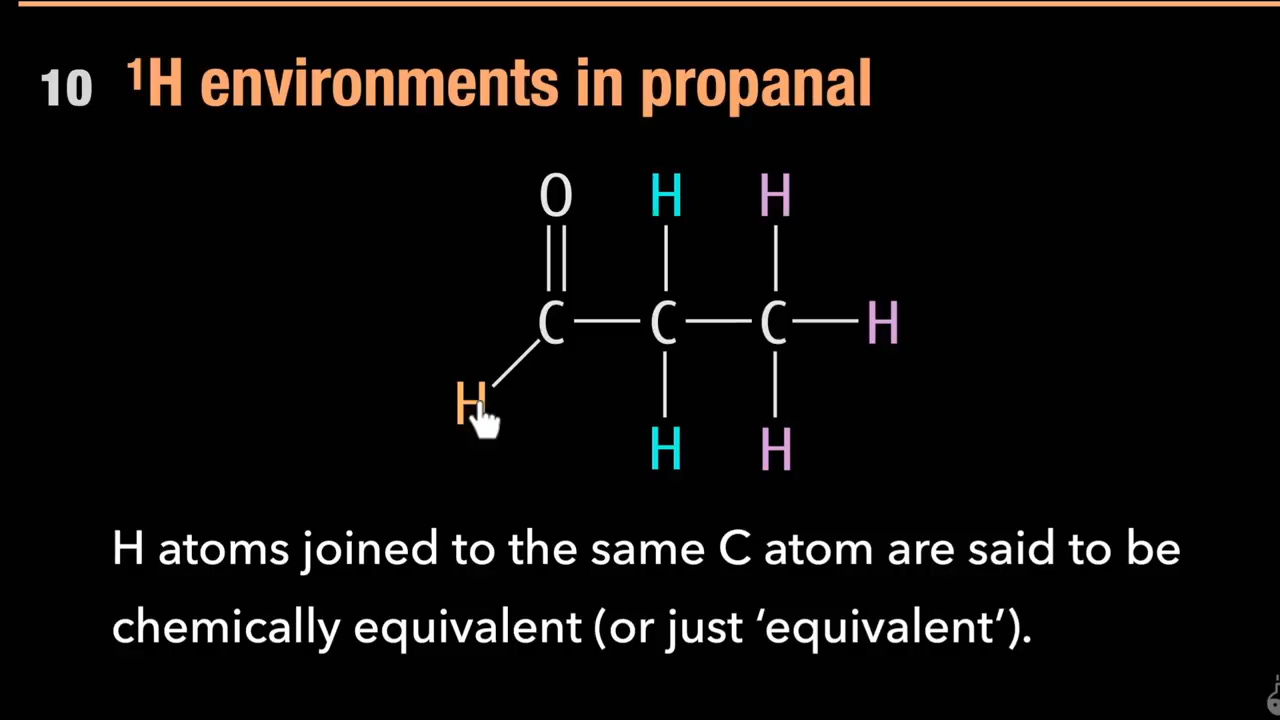 10 ¹H environments in propanal
O H H
C C C H
H
H H
H atoms joined to the same C atom are said to be
chemically equivalent (or just ‘equivalent’).